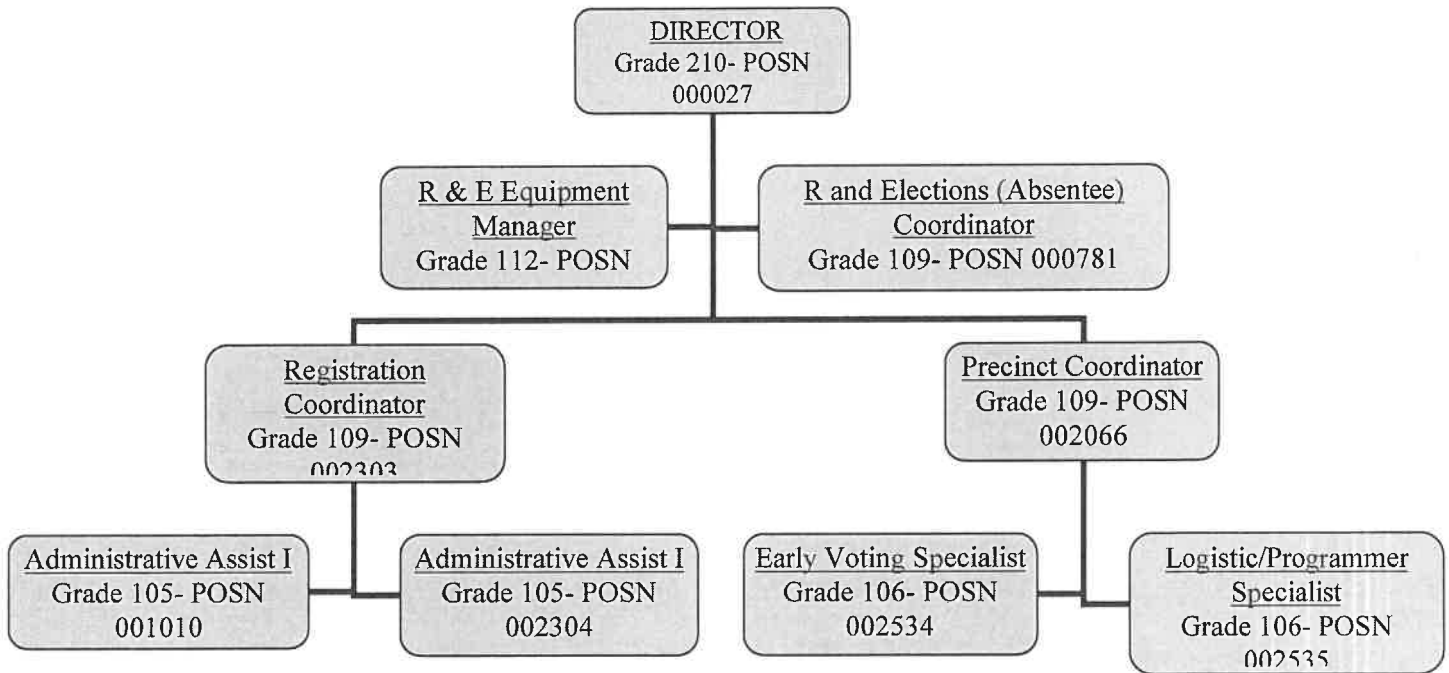 DIRECTOR
Grade 210- POSN
000027
R & E Equipment
Manager
Grade 112- POSN
R and Elections (Absentee)
Coordinator
Grade 109- POSN 000781
Registration
Coordinator
Grade 109- POSN
002303
Precinct Coordinator
Grade 109- POSN
002066
Administrative Assist I
Grade 105- POSN
001010
Administrative Assist I
Grade 105- POSN
002304
Early Voting Specialist
Grade 106- POSN
002534
Logistic/Programmer
Specialist
Grade 106- POSN
002535